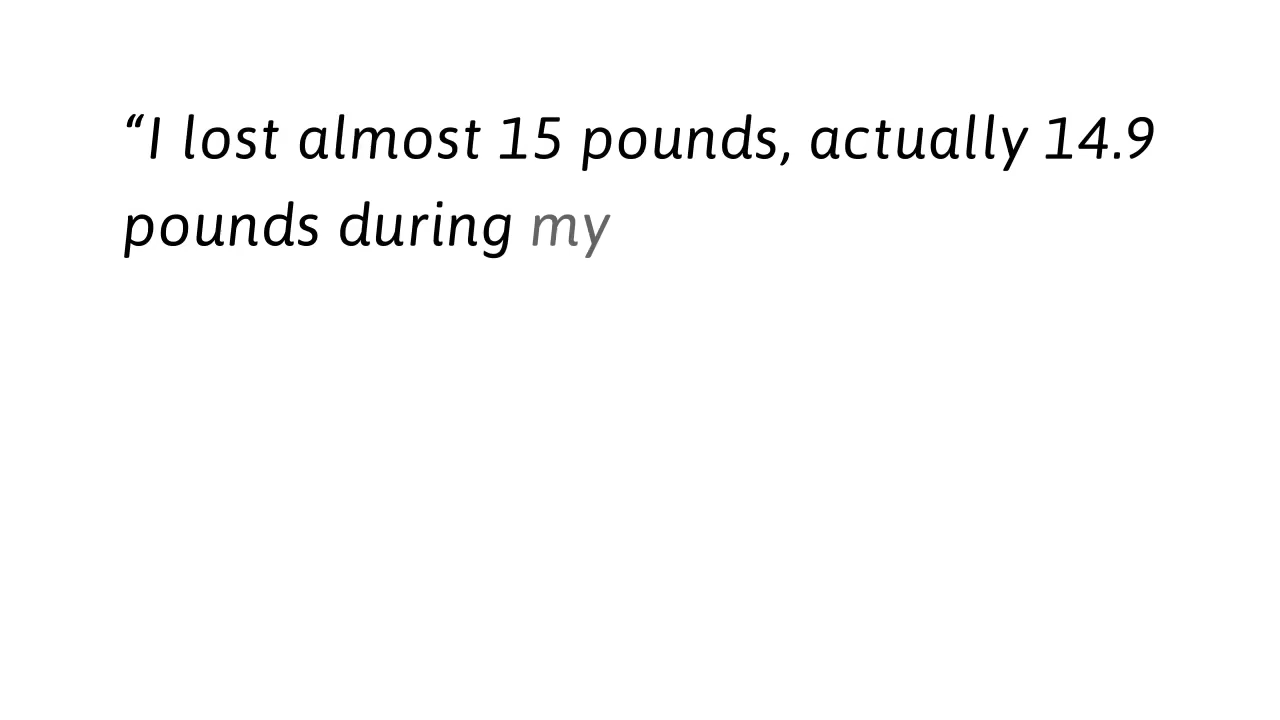 “I lost almost 15 pounds, actually 14.9
pounds during my